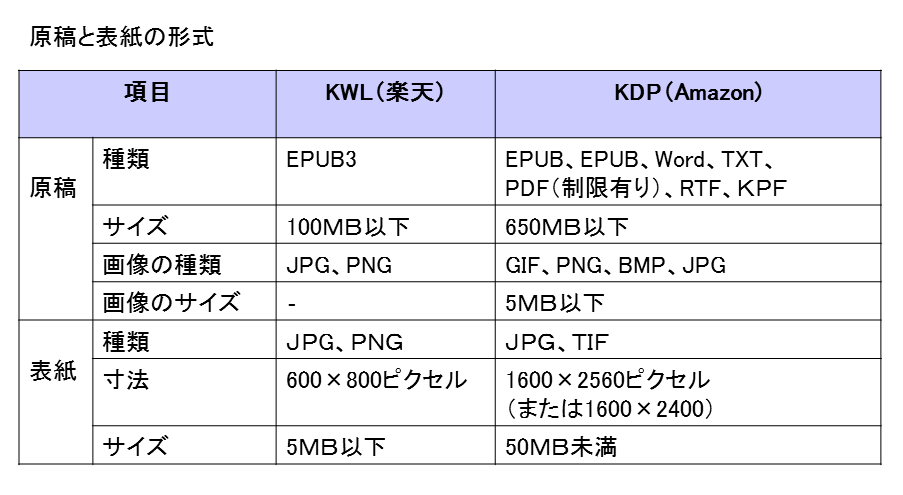 原稿と表紙の形式
項目 KWL(楽天) KDP(Amazon)
原稿 種類 EPUB3 EPUB、EPUB、Word、TXT、
PDF(制限有り)、RTF、KPF
サイズ 100MB以下 650MB以下
画像の種類 JPG、PNG GIF、PNG、BMP、JPG
画像のサイズ - 5MB以下
表紙 種類 JPG、PNG JPG、TIF
寸法 600×800ピクセル 1600×2560ピクセル
(または1600×2400)
サイズ 5MB以下 50MB未満